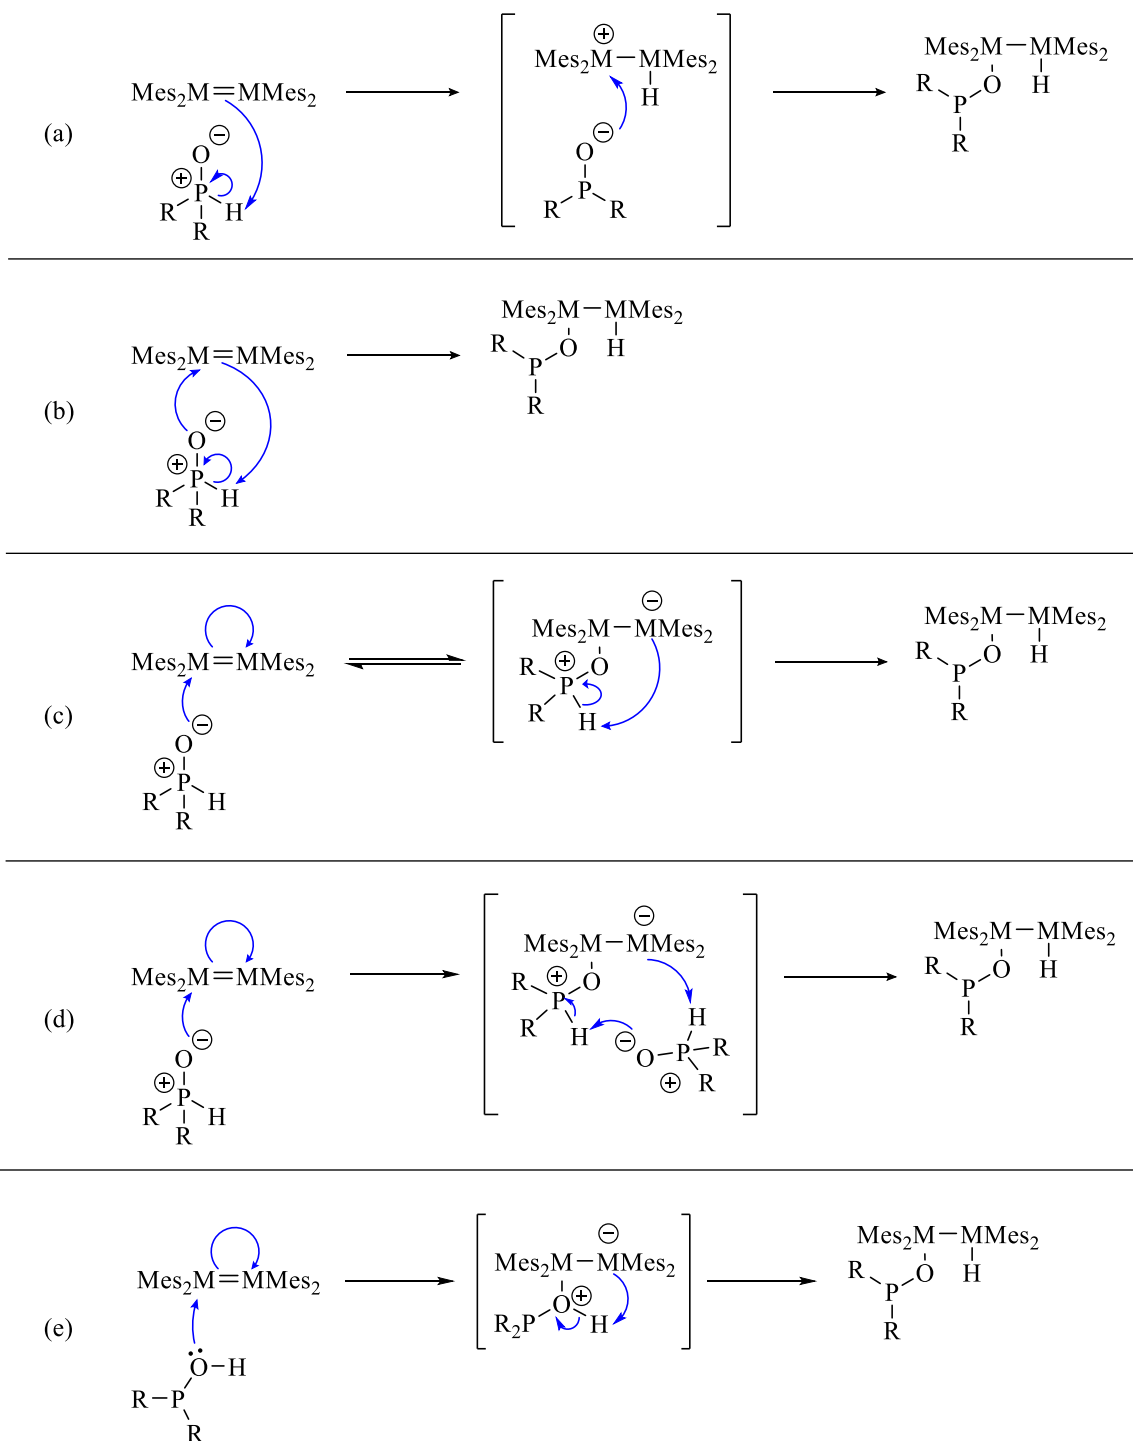 (a)
Mes₂M=MMes₂
O⊖
⊕
P
R
H
R
⊕
Mes₂M–MMes₂
H
O⊖
P
R R
Mes₂M–MMes₂
O H
R
P
R
(b)
Mes₂M=MMes₂
O⊖
⊕
P
R
H
R
Mes₂M–MMes₂
O H
R
P
R
(c)
Mes₂M=MMes₂
O⊖
⊕
P
R
H
R
⊖
Mes₂M–MMes₂
⊕
O
R
P
R
H
Mes₂M–MMes₂
O H
R
P
R
(d)
Mes₂M=MMes₂
O⊖
⊕
P
R
H
R
⊖
Mes₂M–MMes₂
⊕
O
R
P
R
H
H
⊖
O–P
R
R
⊕
Mes₂M–MMes₂
O H
R
P
R
(e)
Mes₂M=MMes₂
Ö–H
R–P
R
⊖
Mes₂M–MMes₂
O⊕
R₂P
H
Mes₂M–MMes₂
O H
R
P
R